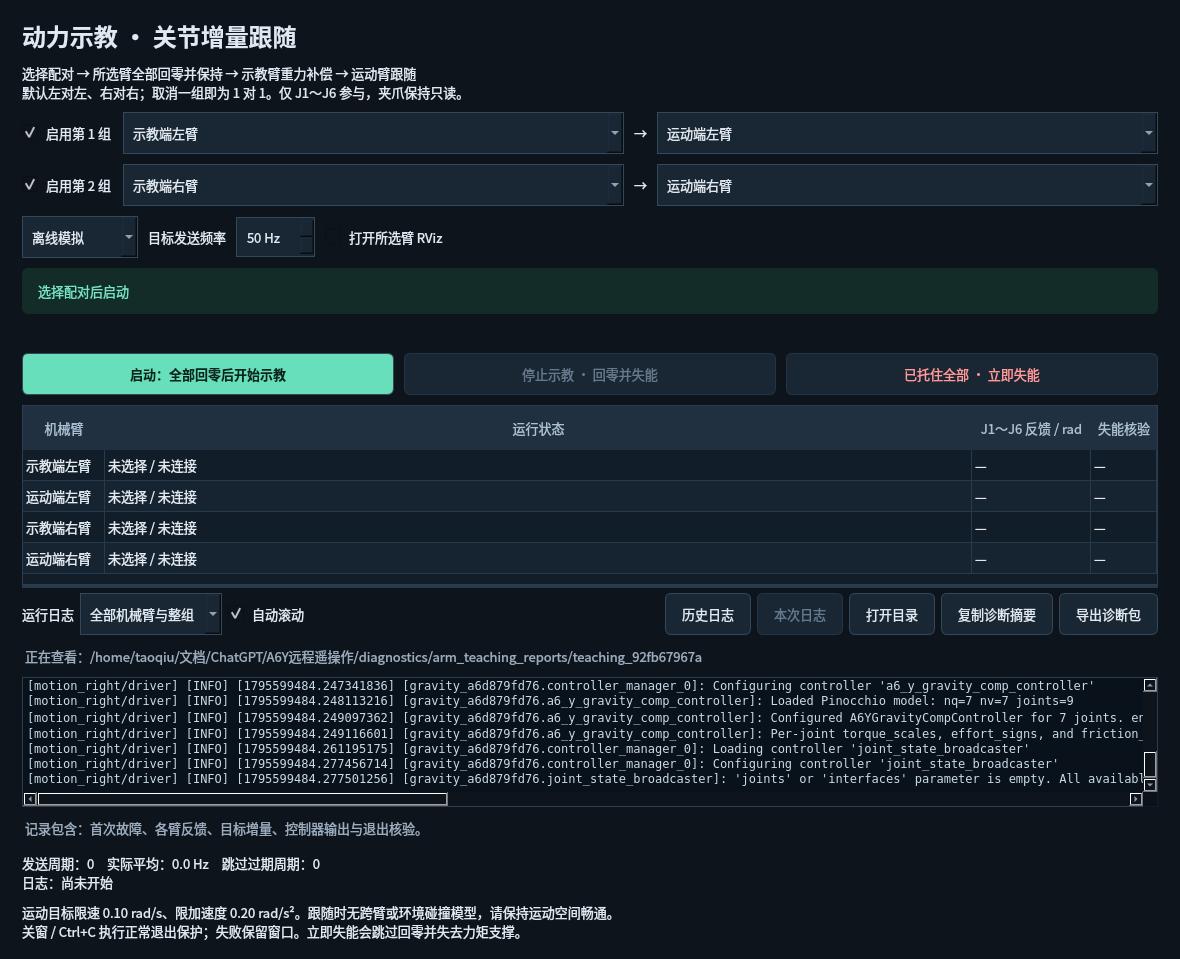 动力示教 · 关节增量跟随
选择配对 → 所选臂全部回零并保持 → 示教臂重力补偿 → 运动臂跟随
默认左对左、右对右；取消一组即为 1 对 1。仅 J1～J6 参与，夹爪保持只读。
启用第 1 组 示教端左臂 → 运动端左臂
启用第 2 组 示教端右臂 → 运动端右臂
离线模拟 目标发送频率 50 Hz 打开所选臂 RViz
选择配对后启动
启动：全部回零后开始示教 停止示教 · 回零并失能 已托住全部 · 立即失能
机械臂 运行状态 J1～J6 反馈 / rad 失能核验
示教端左臂 未选择 / 未连接 — —
运动端左臂 未选择 / 未连接 — —
示教端右臂 未选择 / 未连接 — —
运动端右臂 未选择 / 未连接 — —
运行日志 全部机械臂与整组 自动滚动 历史日志 本次日志 打开目录 复制诊断摘要 导出诊断包
正在查看：/home/taoqiu/文档/ChatGPT/A6Y远程遥操作/diagnostics/arm_teaching_reports/teaching_92fb67967a
[motion_right/driver] [INFO] [1795599484.247341836] [gravity_a6d879fd76.controller_manager_0]: Configuring controller 'a6_y_gravity_comp_controller'
[motion_right/driver] [INFO] [1795599484.248113216] [gravity_a6d879fd76.a6_y_gravity_comp_controller]: Loaded Pinocchio model: nq=7 nv=7 joints=9
[motion_right/driver] [INFO] [1795599484.249097362] [gravity_a6d879fd76.a6_y_gravity_comp_controller]: Configured A6YGravityCompController for 7 joints. en
[motion_right/driver] [INFO] [1795599484.249116601] [gravity_a6d879fd76.a6_y_gravity_comp_controller]: Per-joint torque_scales, effort_signs, and friction_
[motion_right/driver] [INFO] [1795599484.261195175] [gravity_a6d879fd76.controller_manager_0]: Loading controller 'joint_state_broadcaster'
[motion_right/driver] [INFO] [1795599484.277456714] [gravity_a6d879fd76.controller_manager_0]: Configuring controller 'joint_state_broadcaster'
[motion_right/driver] [INFO] [1795599484.277501256] [gravity_a6d879fd76.joint_state_broadcaster]: 'joints' or 'interfaces' parameter is empty. All availabl
记录包含：首次故障、各臂反馈、目标增量、控制器输出与退出核验。
发送周期：0 实际平均：0.0 Hz 跳过过期周期：0
日志：尚未开始
运动目标限速 0.10 rad/s、限加速度 0.20 rad/s²。跟随时无跨臂或环境碰撞模型，请保持运动空间畅通。
关窗 / Ctrl+C 执行正常退出保护；失败保留窗口。立即失能会跳过回零并失去力矩支撑。